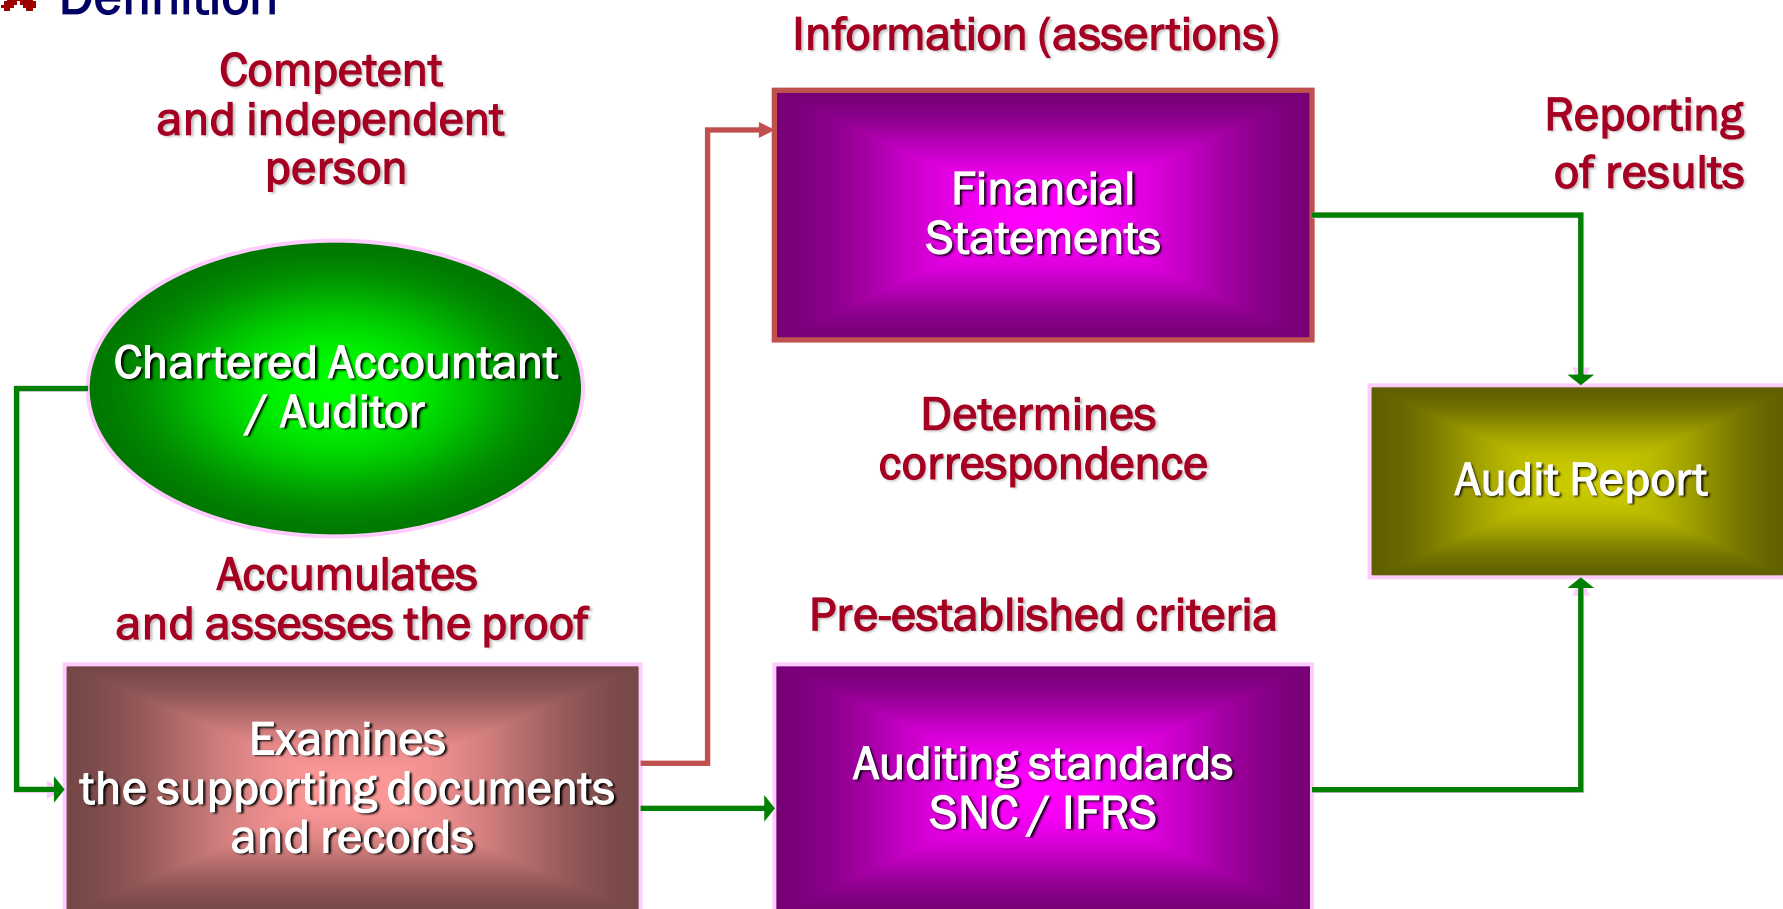 Definition
Competent
and independent
person
Chartered Accountant
/ Auditor
Accumulates
and assesses the proof
Examines
the supporting documents
and records
Information (assertions)
Financial
Statements
Determines
correspondence
Pre-established criteria
Auditing standards
SNC / IFRS
Reporting
of results
Audit Report